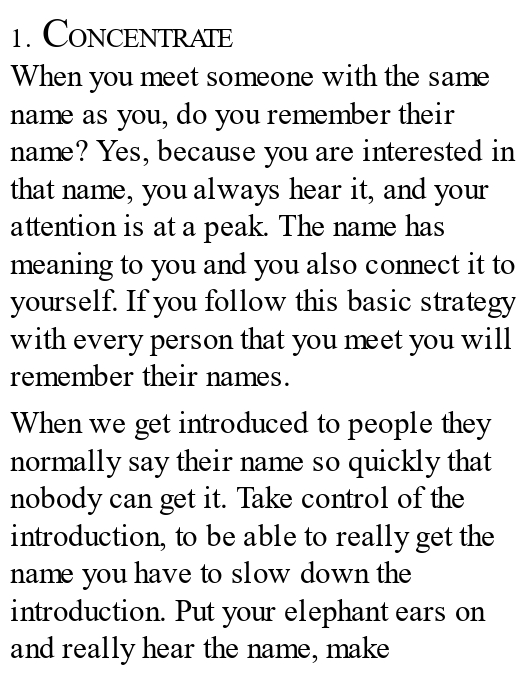 1. CONCENTRATE
When you meet someone with the same
name as you, do you remember their
name? Yes, because you are interested in
that name, you always hear it, and your
attention is at a peak. The name has
meaning to you and you also connect it to
yourself. If you follow this basic strategy
with every person that you meet you will
remember their names.
When we get introduced to people they
normally say their name so quickly that
nobody can get it. Take control of the
introduction, to be able to really get the
name you have to slow down the
introduction. Put your elephant ears on
and really hear the name, make